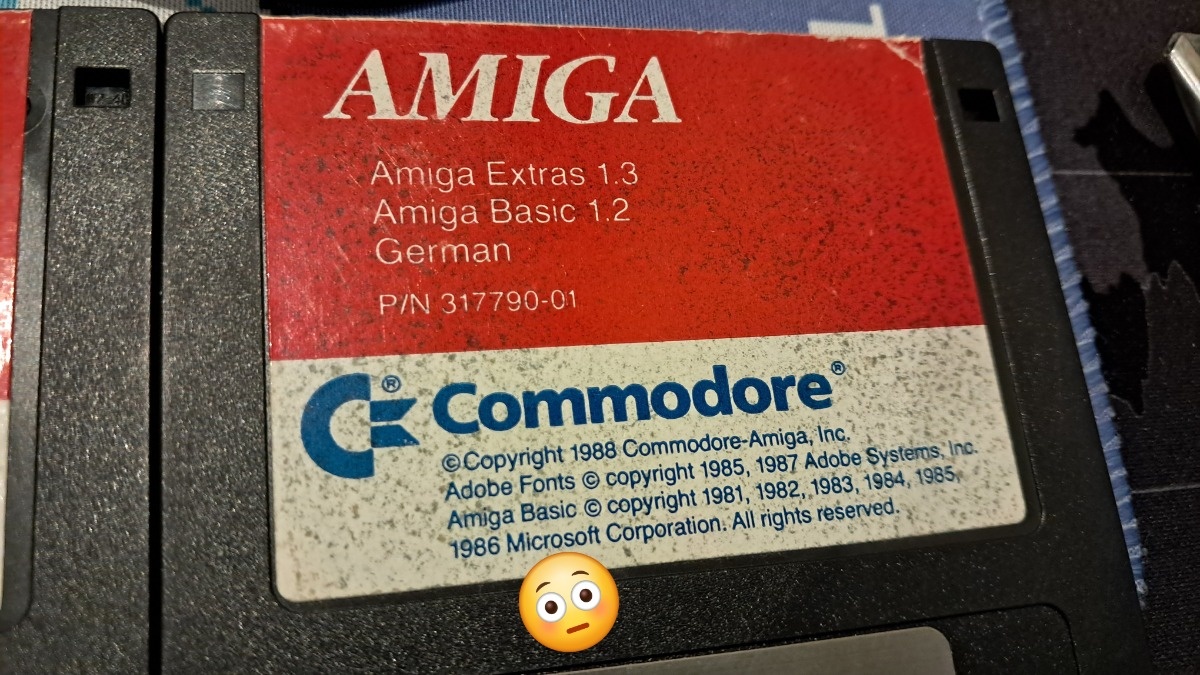 AMIGA
Amiga Extras 1.3
Amiga Basic 1.2
German
P/N 317790-01
® Commodore®
©Copyright 1988 Commodore-Amiga, Inc.
Adobe Fonts © copyright 1985, 1987 Adobe Systems, Inc.
Amiga Basic © copyright 1981, 1982, 1983, 1984, 1985,
1986 Microsoft Corporation. All rights reserved.